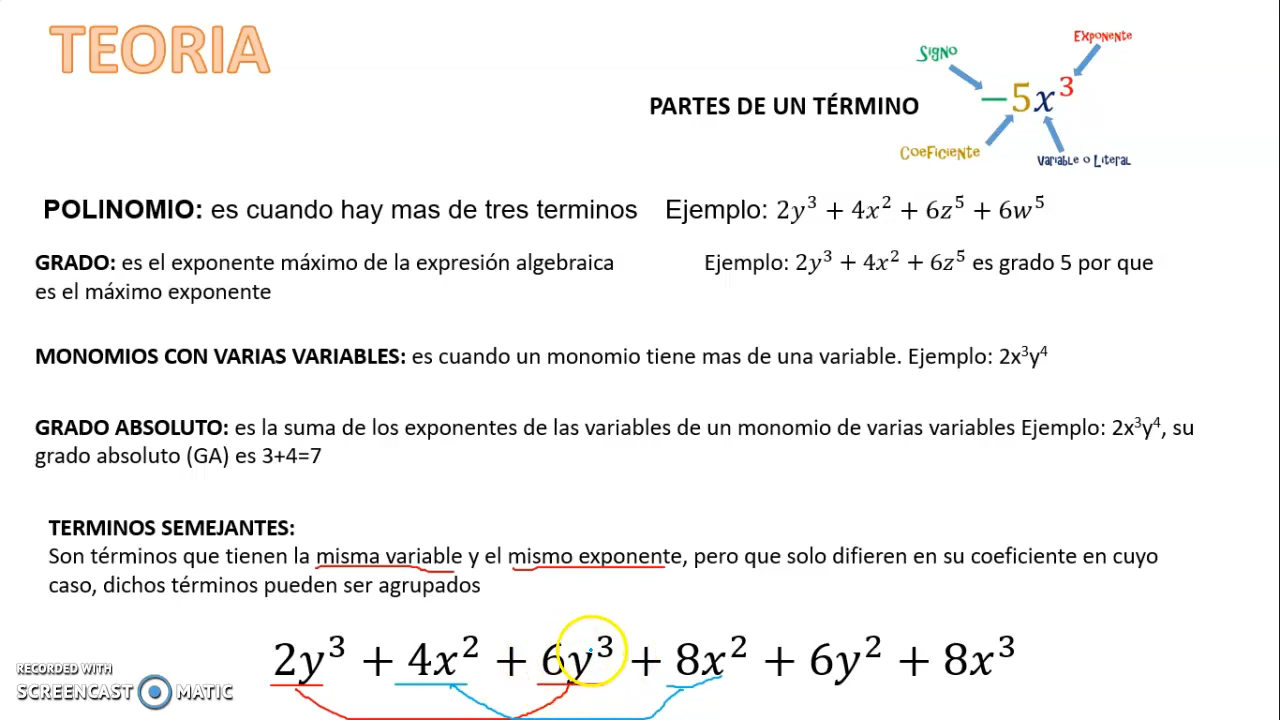 TEORIA
Signo
Exponente
PARTES DE UN TÉRMINO
−5x³
Coeficiente
Variable o Literal
POLINOMIO: es cuando hay mas de tres terminos Ejemplo: 2y³ + 4x² + 6z⁵ + 6w⁵
GRADO: es el exponente máximo de la expresión algebraica Ejemplo: 2y³ + 4x² + 6z⁵ es grado 5 por que
es el máximo exponente
MONOMIOS CON VARIAS VARIABLES: es cuando un monomio tiene mas de una variable. Ejemplo: 2x³y⁴
GRADO ABSOLUTO: es la suma de los exponentes de las variables de un monomio de varias variables Ejemplo: 2x³y⁴, su
grado absoluto (GA) es 3+4=7
TERMINOS SEMEJANTES:
Son términos que tienen la misma variable y el mismo exponente, pero que solo difieren en su coeficiente en cuyo
caso, dichos términos pueden ser agrupados
2y³ + 4x² + 6y³ + 8x² + 6y² + 8x³
RECORDED WITH
SCREENCAST MATIC